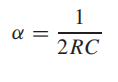 α = 1/2RC